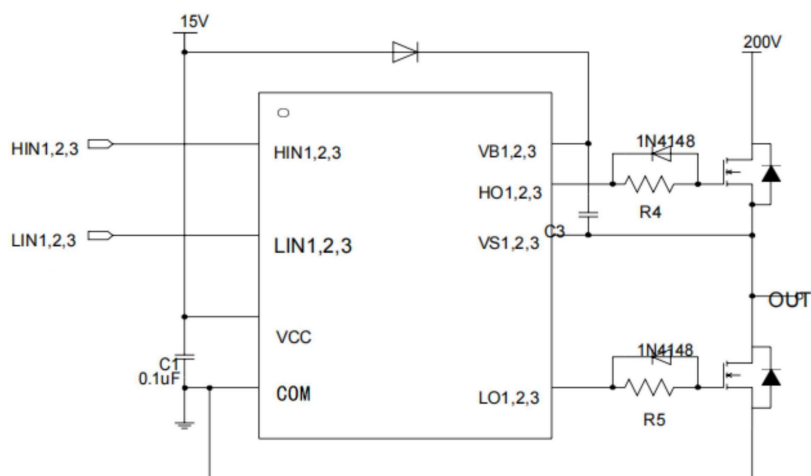 15V
200V
HIN1,2,3
HIN1,2,3
VB1,2,3
1N4148
HO1,2,3
R4
LIN1,2,3
LIN1,2,3
VS1,2,3
C3
OUT
VCC
C1
0.1uF
COM
1N4148
LO1,2,3
R5